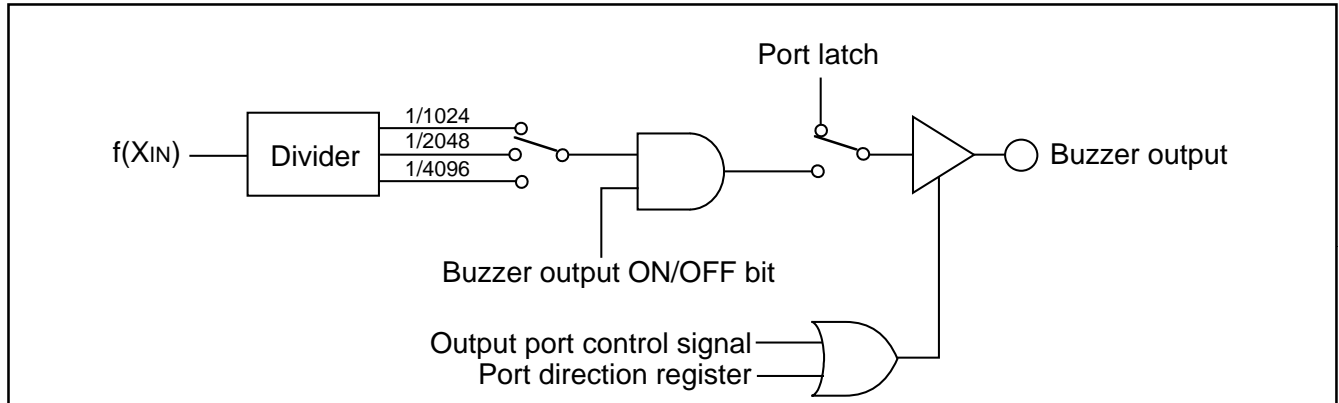 Port latch
1/1024
1/2048
1/4096
f(XIN)
Divider
Buzzer output
Buzzer output ON/OFF bit
Output port control signal
Port direction register